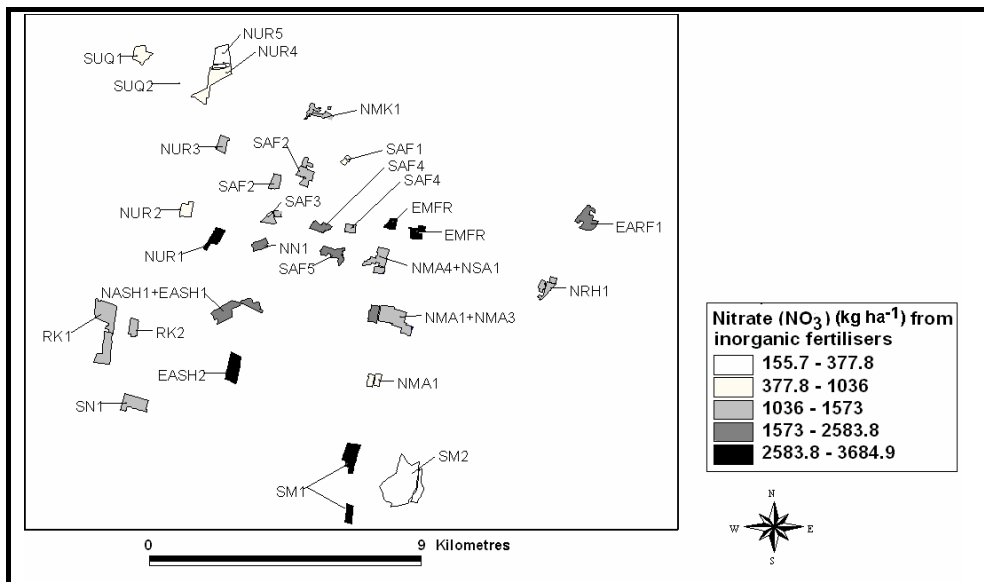 NUR5
SUQ1
NUR4
SUQ2
NMK1
NUR3
SAF2
SAF1
SAF4
SAF2
SAF4
SAF3
NUR2
EMFR
EARF1
NUR1
NN1
EMFR
SAF5
NMA4+NSA1
NASH1+EASH1
NRH1
RK1
RK2
NMA1+NMA3
EASH2
NMA1
SN1
SM2
SM1
0 9 Kilometres
Nitrate (NO3) (kg ha-1) from
inorganic fertilisers
155.7 - 377.8
377.8 - 1036
1036 - 1573
1573 - 2583.8
2583.8 - 3684.9
N
W E
S